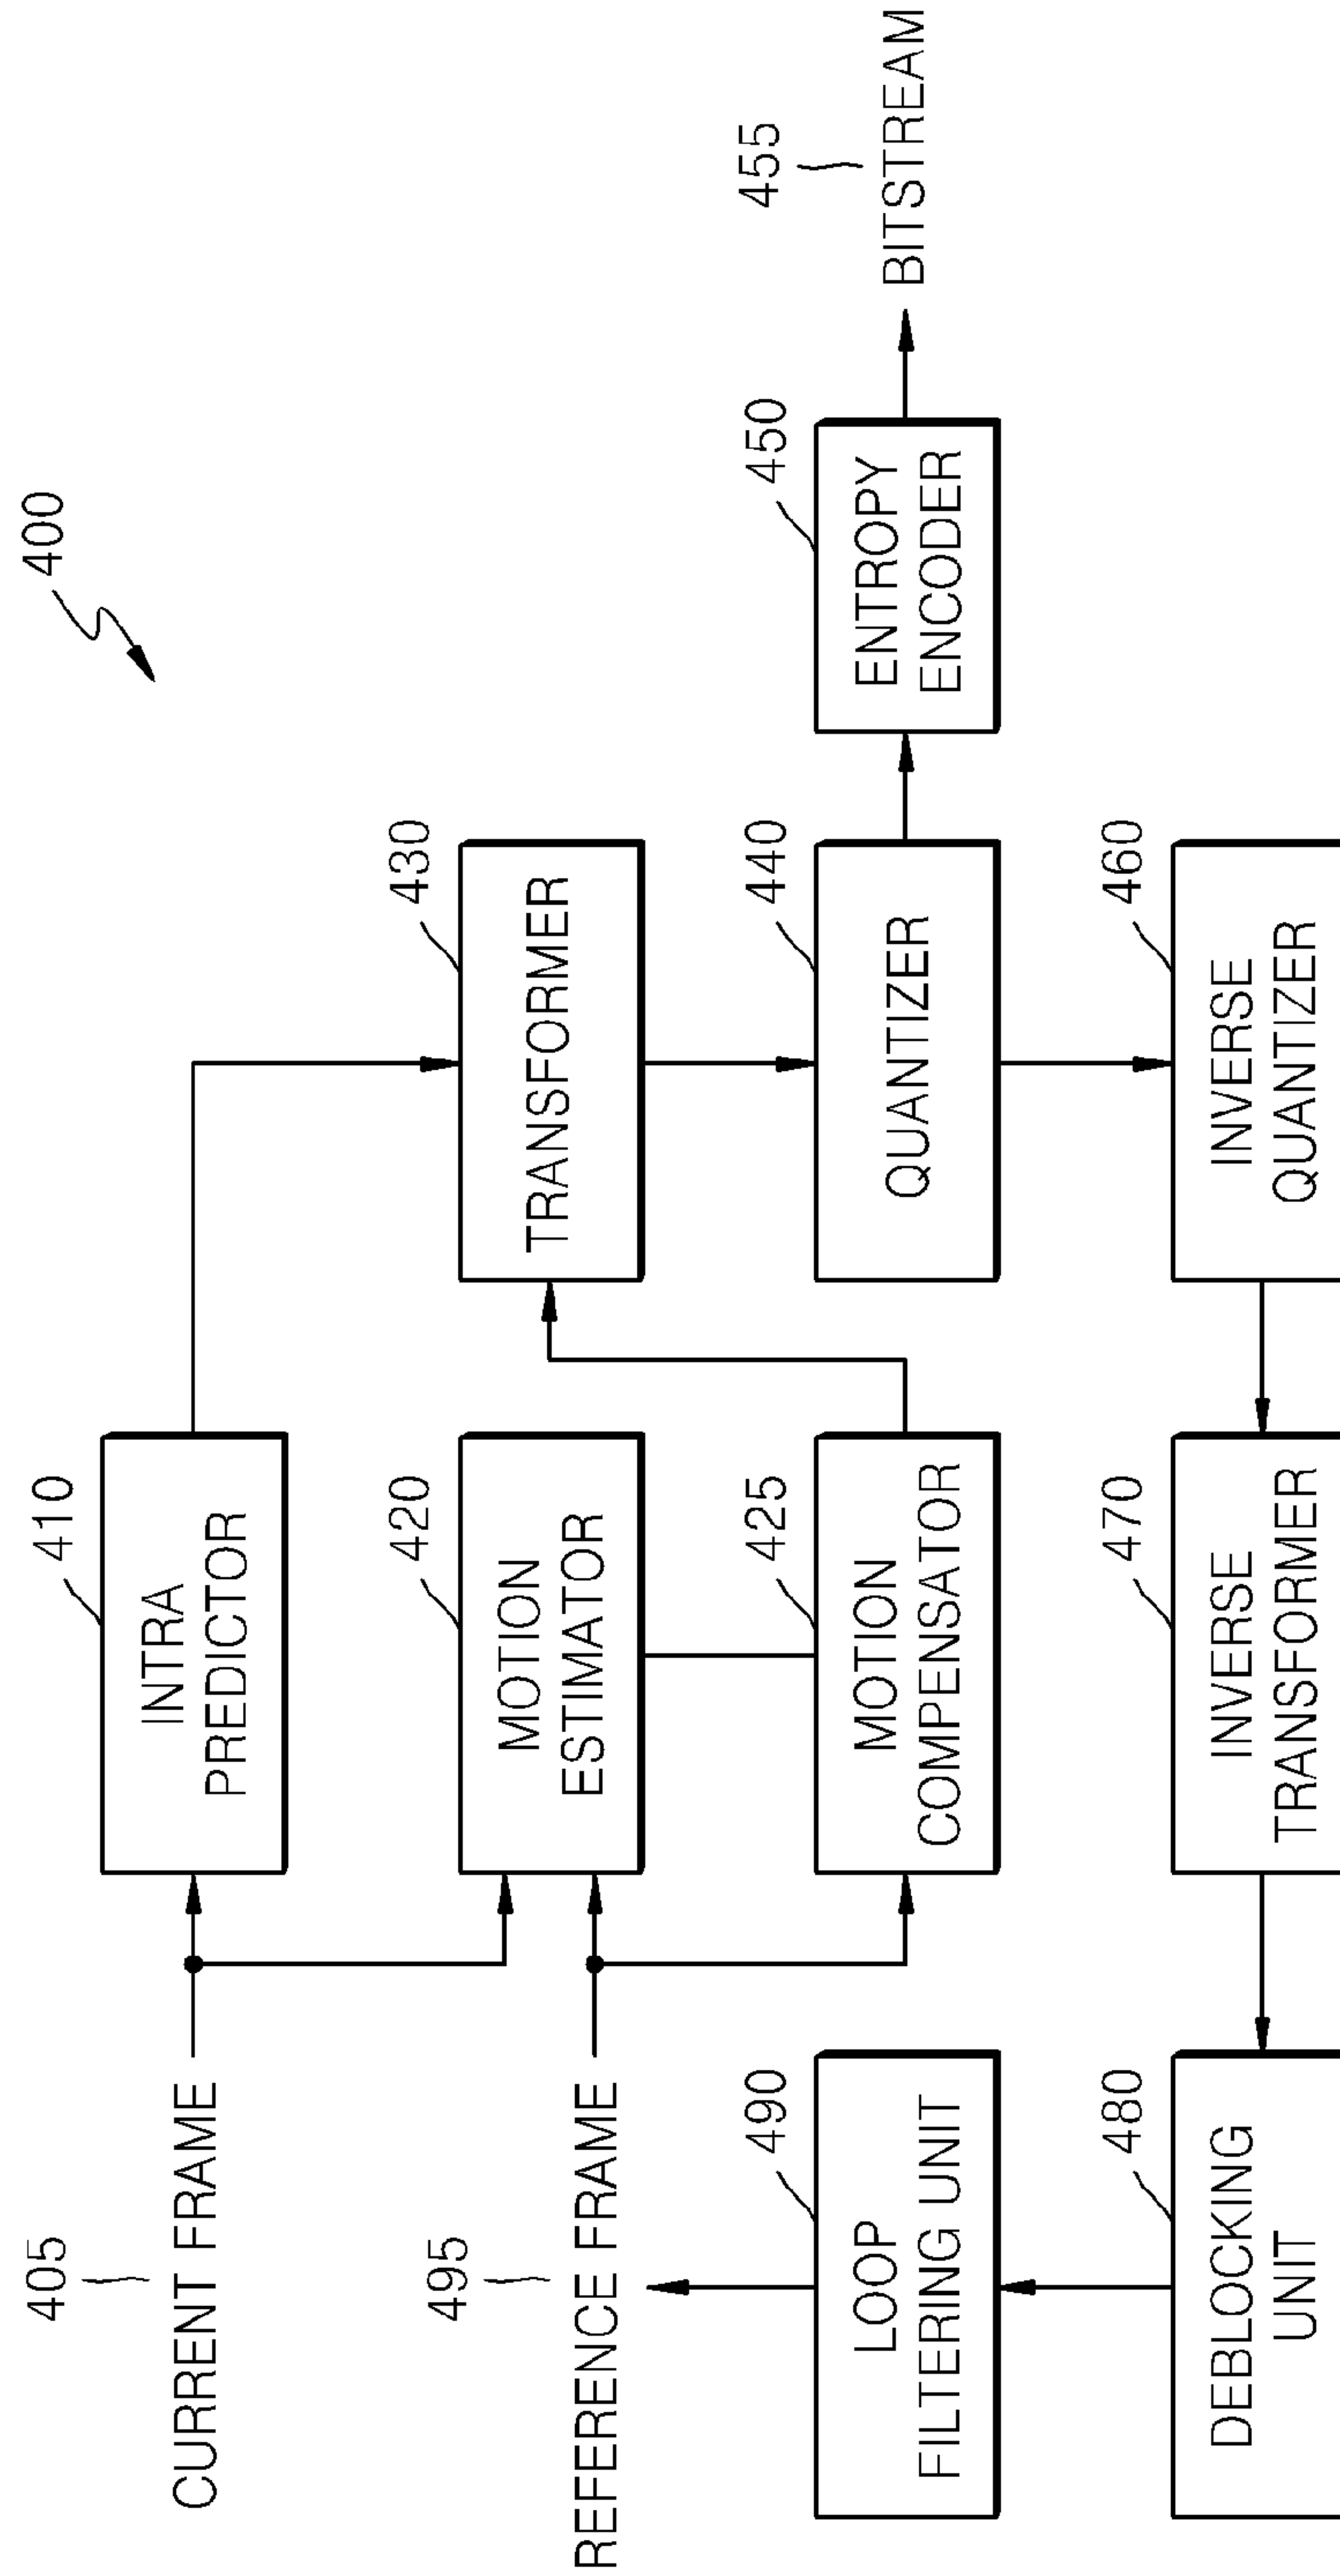 400
405
CURRENT FRAME
410
INTRA
PREDICTOR
495
REFERENCE FRAME
420
MOTION
ESTIMATOR
430
TRANSFORMER
490
LOOP
FILTERING UNIT
425
MOTION
COMPENSATOR
440
QUANTIZER
450
ENTROPY
ENCODER
455
BITSTREAM
480
DEBLOCKING
UNIT
470
INVERSE
TRANSFORMER
460
INVERSE
QUANTIZER